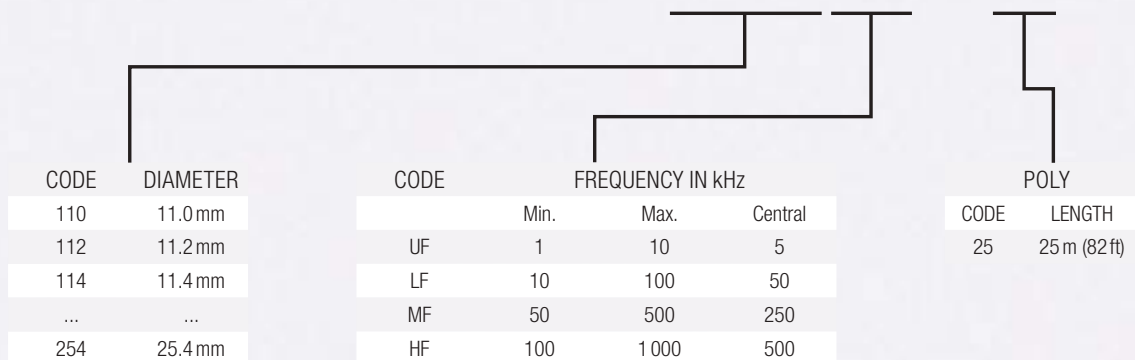 CODE DIAMETER
110 11.0 mm
112 11.2 mm
114 11.4 mm
... ...
254 25.4 mm
CODE FREQUENCY IN kHz
Min. Max. Central
UF 1 10 5
LF 10 100 50
MF 50 500 250
HF 100 1 000 500
POLY
CODE LENGTH
25 25 m (82 ft)